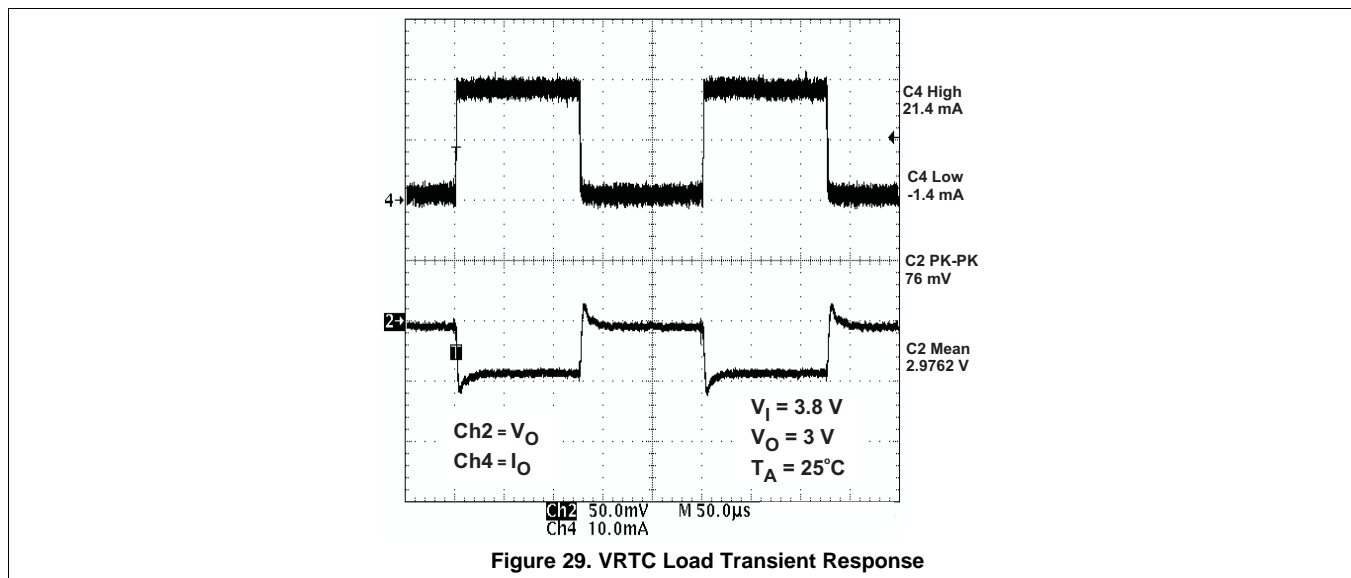 C4 High
21.4 mA
C4 Low
-1.4 mA
4→
C2 PK-PK
76 mV
2→
T
T
C2 Mean
2.9762 V
Ch2 = VO
Ch4 = IO
VI = 3.8 V
VO = 3 V
TA = 25°C
Ch2 50.0mV M 50.0µs
Ch4 10.0mA
Figure 29. VRTC Load Transient Response